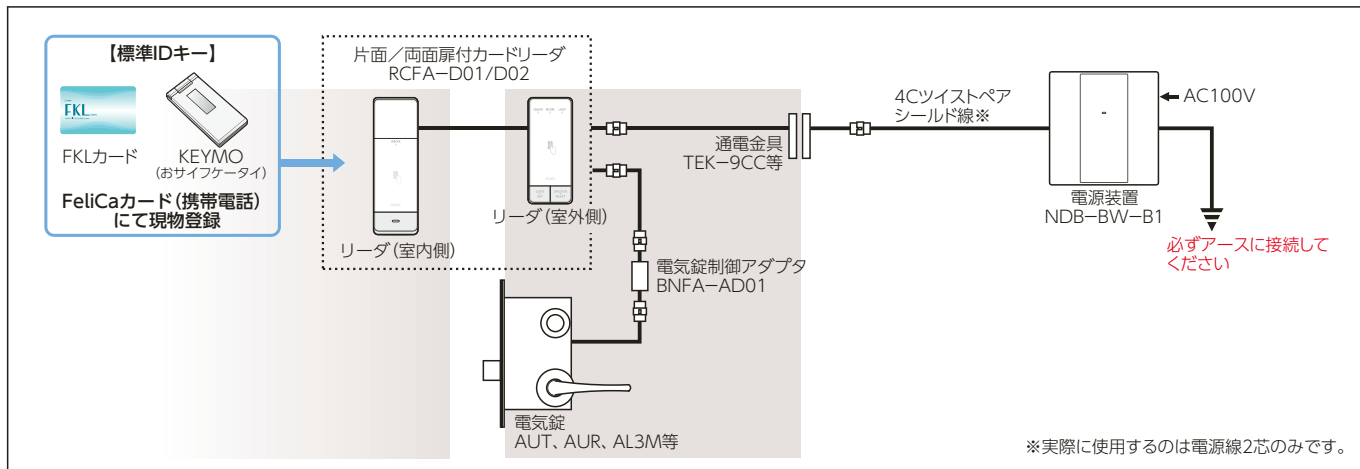 【標準IDキー】
FKL
FKLカード
KEYMO
(おサイフケータイ)
FeliCaカード(携帯電話)
にて現物登録
片面/両面扉付カードリーダ
RCFA−D01/D02
リーダ(室内側)
リーダ(室外側)
通電金具
TEK−9CC等
4Cツイストペア
シールド線※
AC100V
電源装置
NDB−BW−B1
必ずアースに接続して
ください
電気錠制御アダプタ
BNFA−AD01
電気錠
AUT、AUR、AL3M等
※実際に使用するのは電源線2芯のみです。